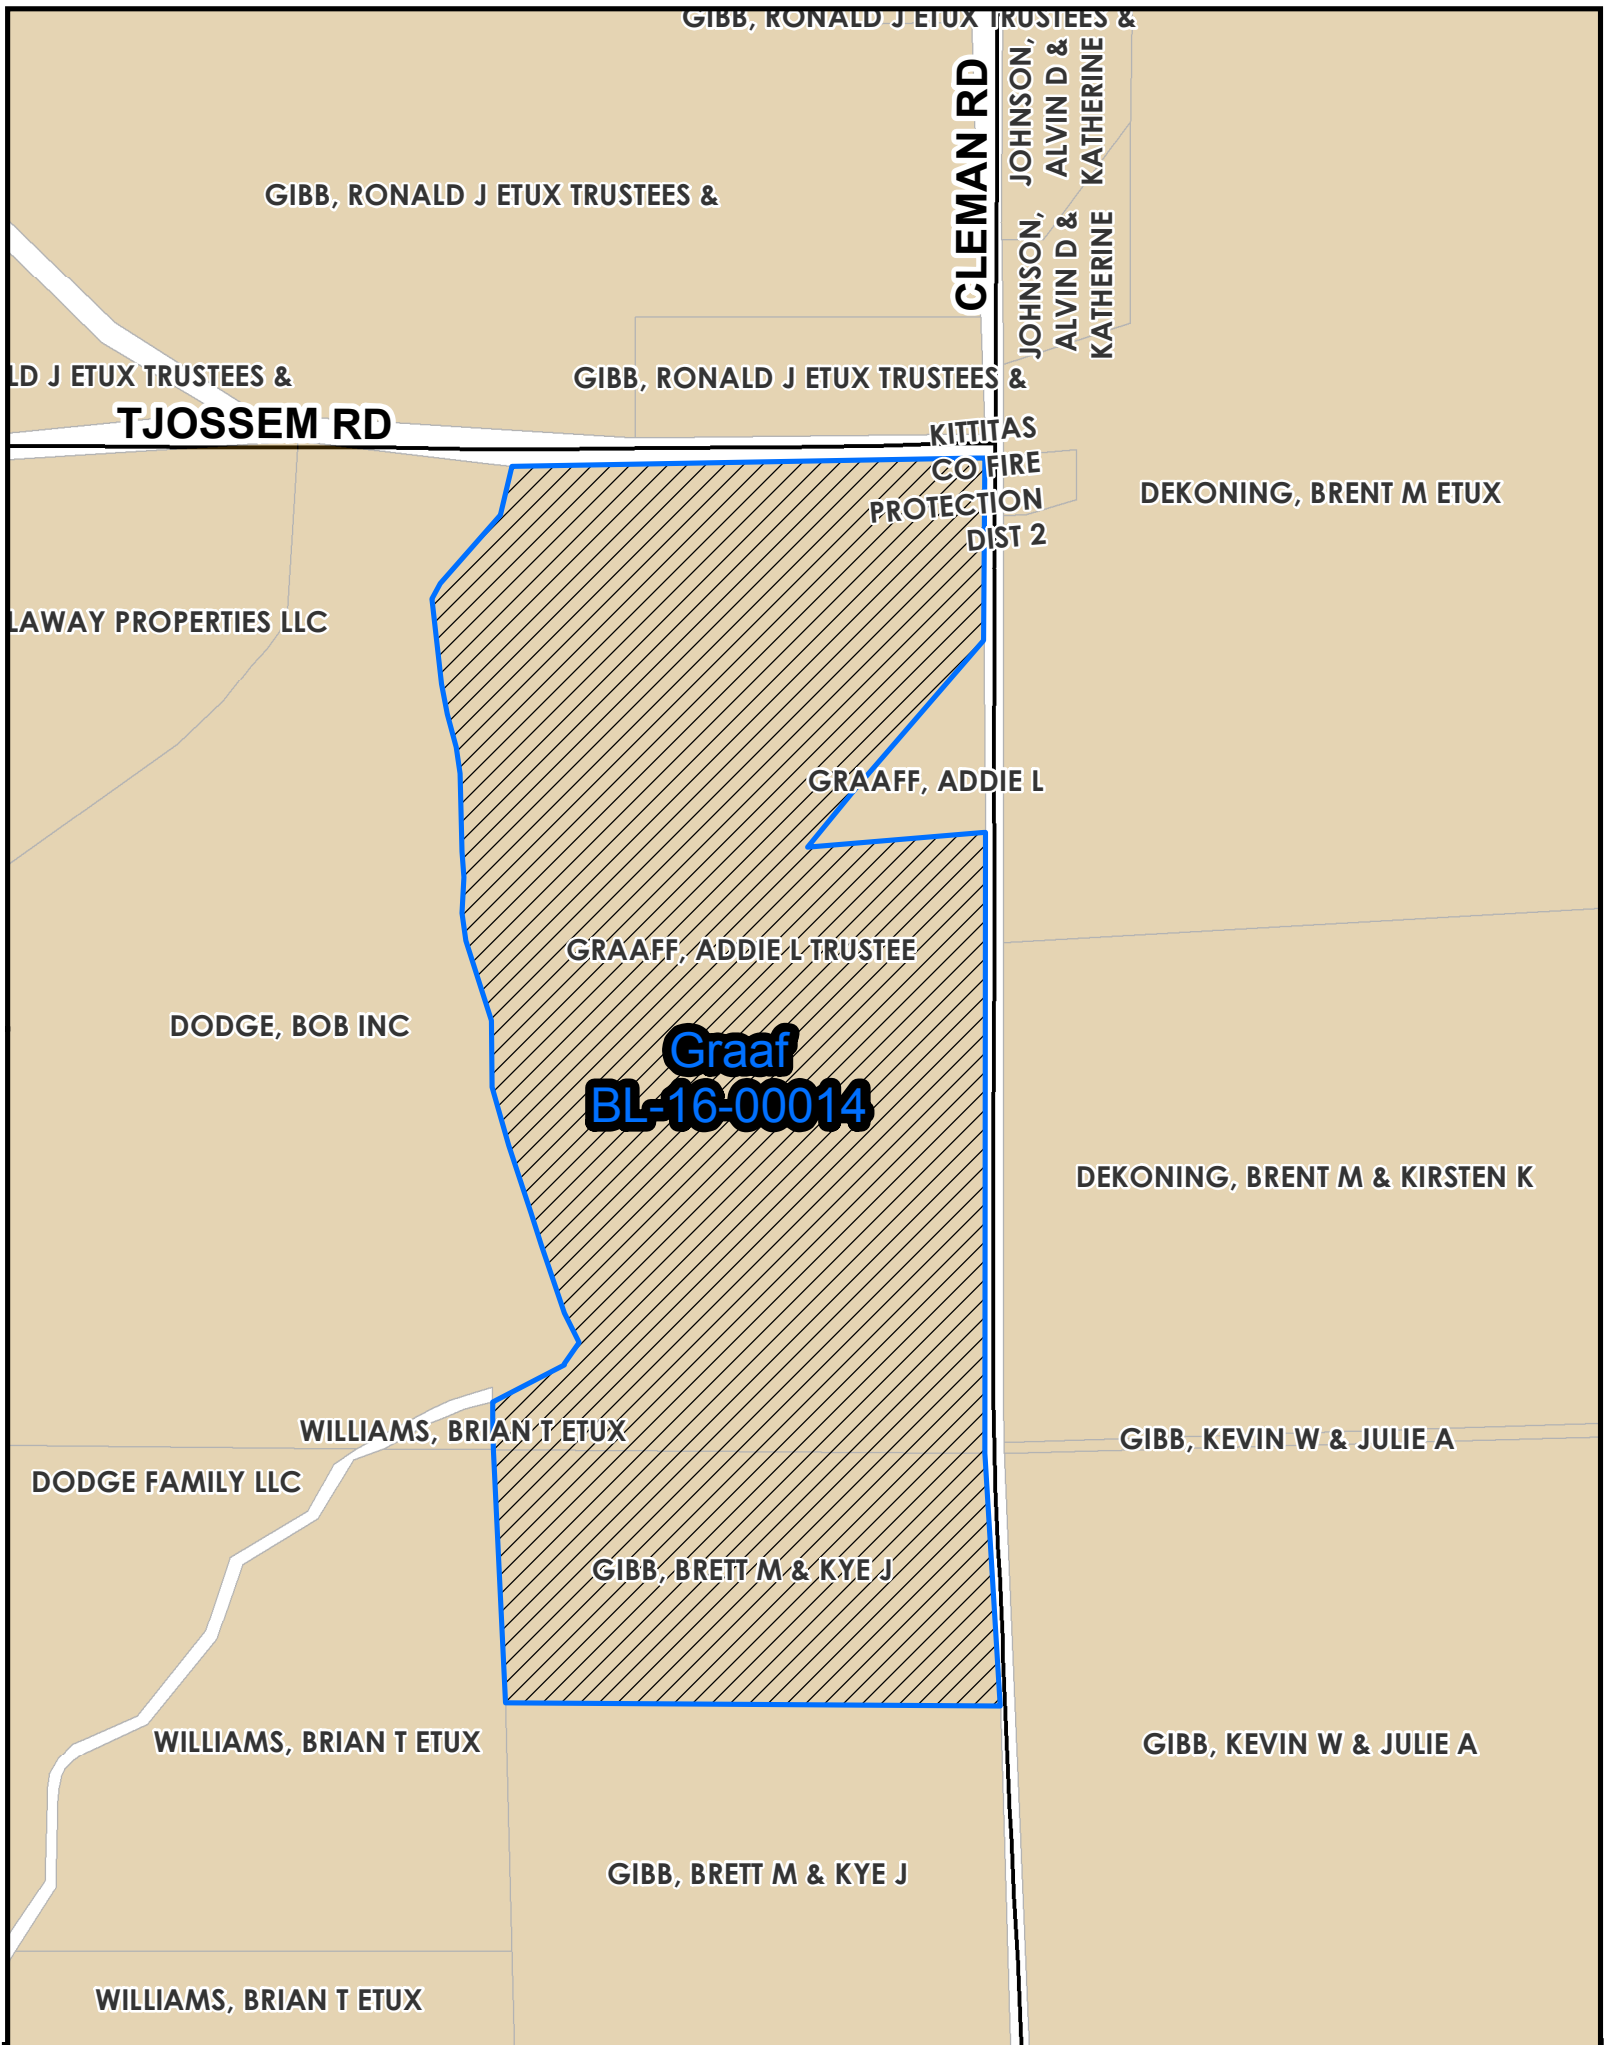 GIBB, RONALD J ETUX TRUSTEES &
CLEMAN RD
JOHNSON,
ALVIN D &
KATHERINE
GIBB, RONALD J ETUX TRUSTEES &
JOHNSON,
ALVIN D &
KATHERINE
LD J ETUX TRUSTEES &
GIBB, RONALD J ETUX TRUSTEES &
TJOSSEM RD
KITTITAS
CO FIRE
PROTECTION
DIST 2
DEKONING, BRENT M ETUX
LAWAY PROPERTIES LLC
GRAAFF, ADDIE L
GRAAFF, ADDIE L TRUSTEE
DODGE, BOB INC
Graaf
BL-16-00014
DEKONING, BRENT M & KIRSTEN K
WILLIAMS, BRIAN T ETUX
GIBB, KEVIN W & JULIE A
DODGE FAMILY LLC
GIBB, BRETT M & KYE J
WILLIAMS, BRIAN T ETUX
GIBB, KEVIN W & JULIE A
GIBB, BRETT M & KYE J
WILLIAMS, BRIAN T ETUX